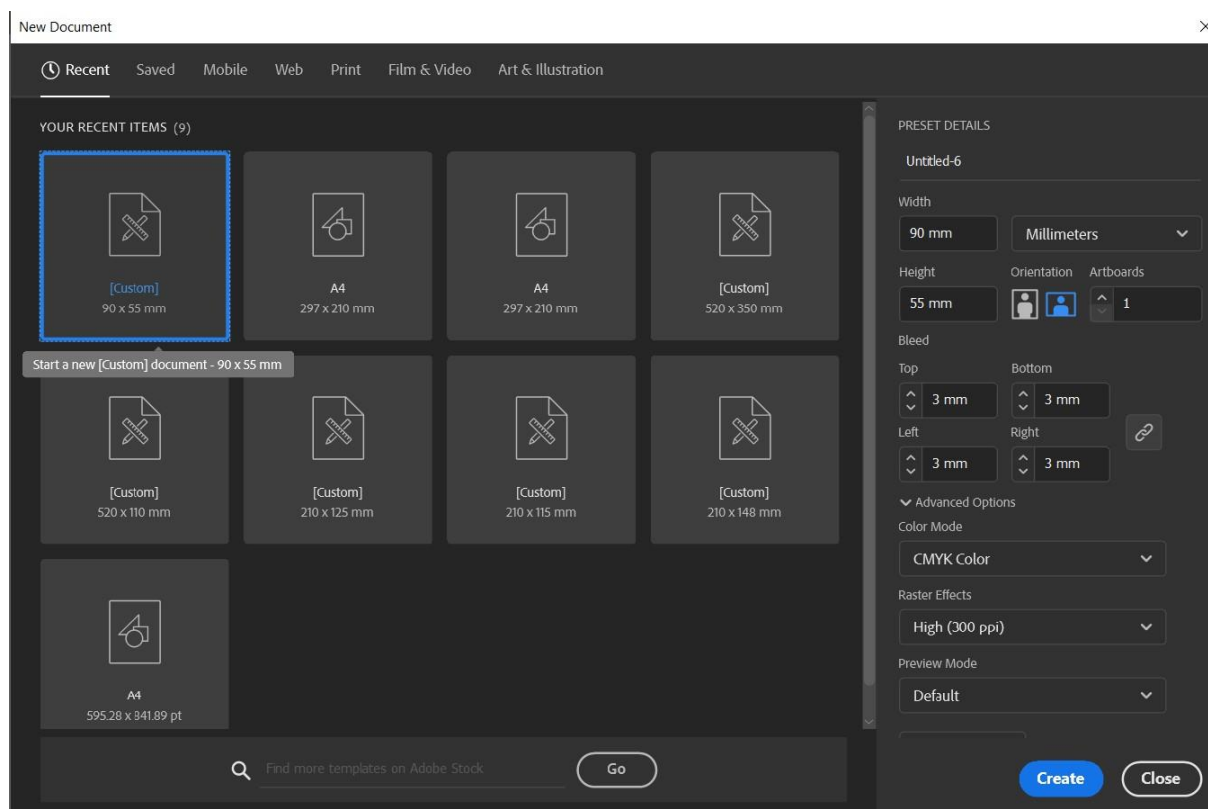 New Document
Recent Saved Mobile Web Print Film & Video Art & Illustration
YOUR RECENT ITEMS (9)
[Custom]
90 x 55 mm
A4
297 x 210 mm
A4
297 x 210 mm
[Custom]
520 x 350 mm
Start a new [Custom] document - 90 x 55 mm
[Custom]
520 x 110 mm
[Custom]
210 x 125 mm
[Custom]
210 x 115 mm
[Custom]
210 x 148 mm
A4
595.28 x 841.89 pt
Find more templates on Adobe Stock
Go
PRESET DETAILS
Untitled-6
Width
90 mm Millimeters
Height Orientation Artboards
55 mm 1
Bleed
Top Bottom
3 mm 3 mm
Left Right
3 mm 3 mm
Advanced Options
Color Mode
CMYK Color
Raster Effects
High (300 ppi)
Preview Mode
Default
Create Close